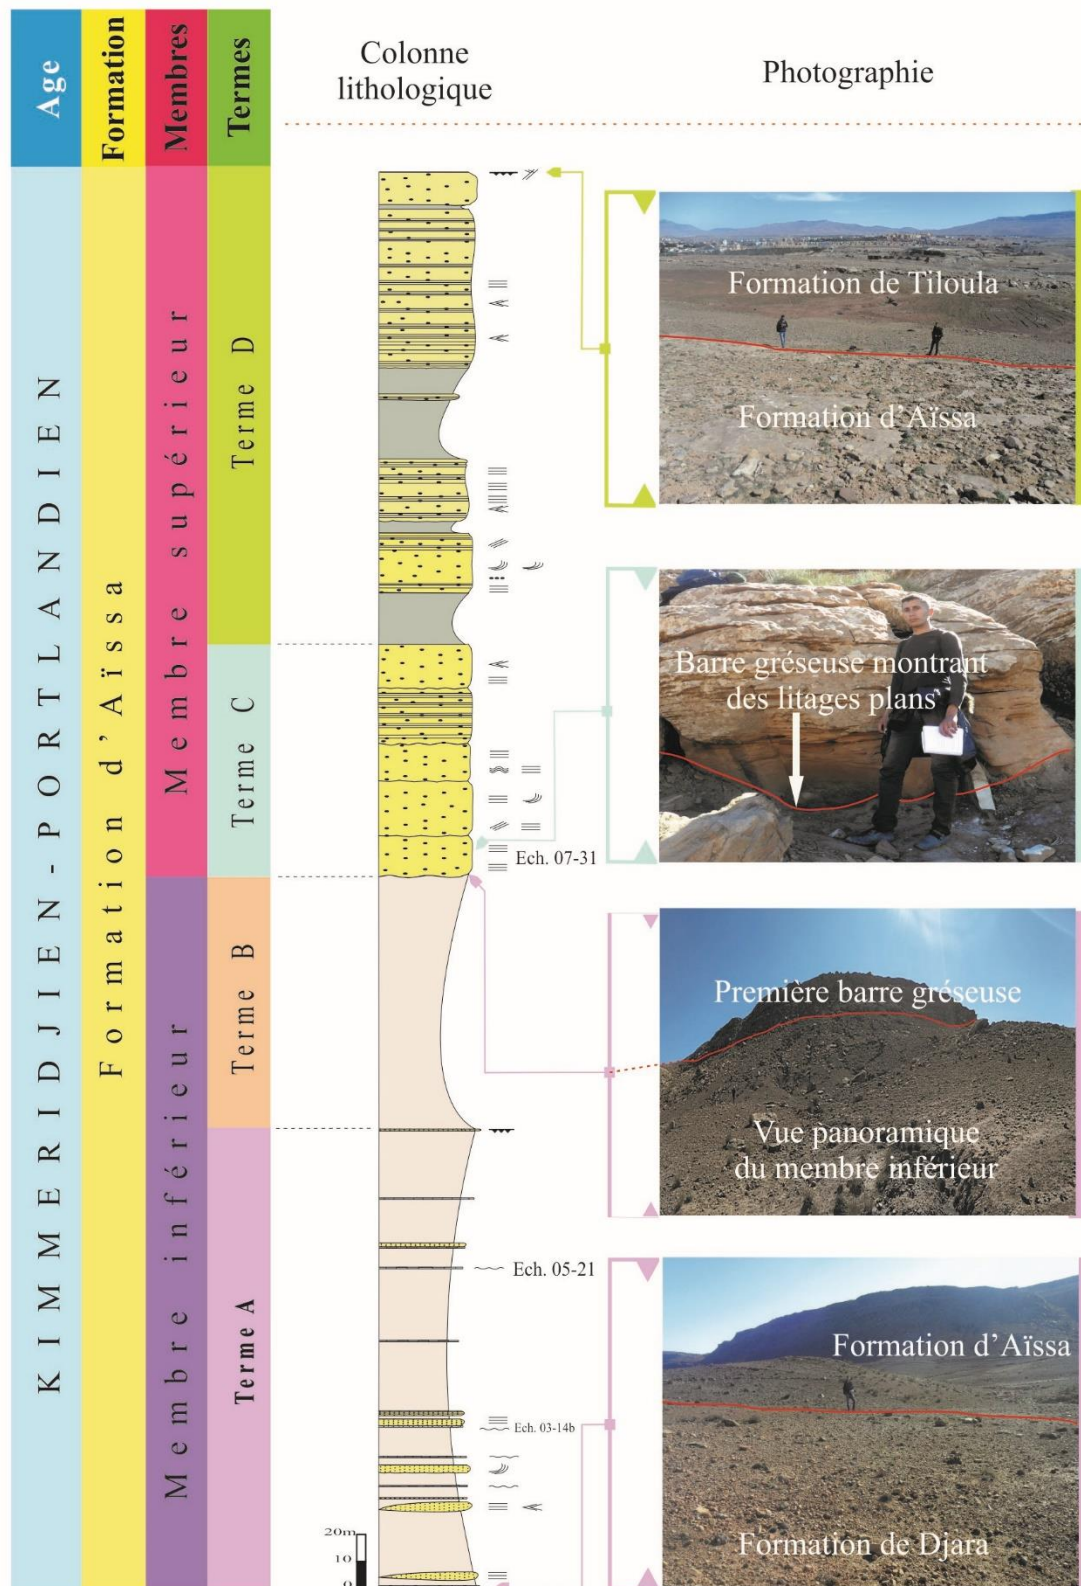 Age
Formation
Membres
Termes
Colonne
lithologique
Photographie
KIMMERIDJIEN-PORTLANDIEN
Formation d'Aïssa
Membre supérieur
Membre inférieur
Terme D
Terme C
Terme B
Terme A
Formation de Tiloula
Formation d'Aïssa
Barre gréseuse montrant
des litages plans
Ech. 07-31
Première barre gréseuse
Vue panoramique
du membre inférieur
Ech. 05-21
Formation d'Aïssa
Ech. 03-14b
Formation de Djara
20m
10
0